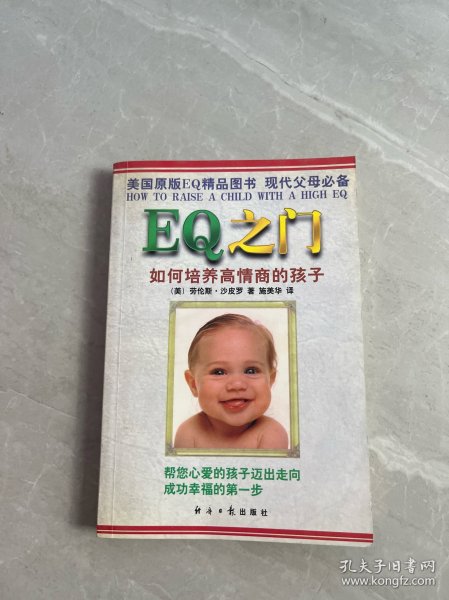 美国原版EQ精品图书 现代父母必备
HOW TO RAISE A CHILD WITH A HIGH EQ
EQ之门
如何培养高情商的孩子
(美) 劳伦斯·沙皮罗 著 施美华 译
帮您心爱的孩子迈出走向
成功幸福的第一步
经济日报出版社
孔夫子旧书网
www.kongfz.com